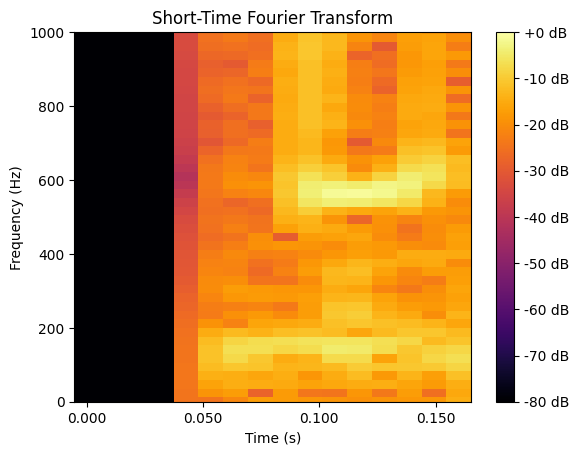 Short-Time Fourier Transform
Frequency (Hz)
1000
800
600
400
200
0
0.000
0.050
0.100
0.150
Time (s)
+0 dB
-10 dB
-20 dB
-30 dB
-40 dB
-50 dB
-60 dB
-70 dB
-80 dB